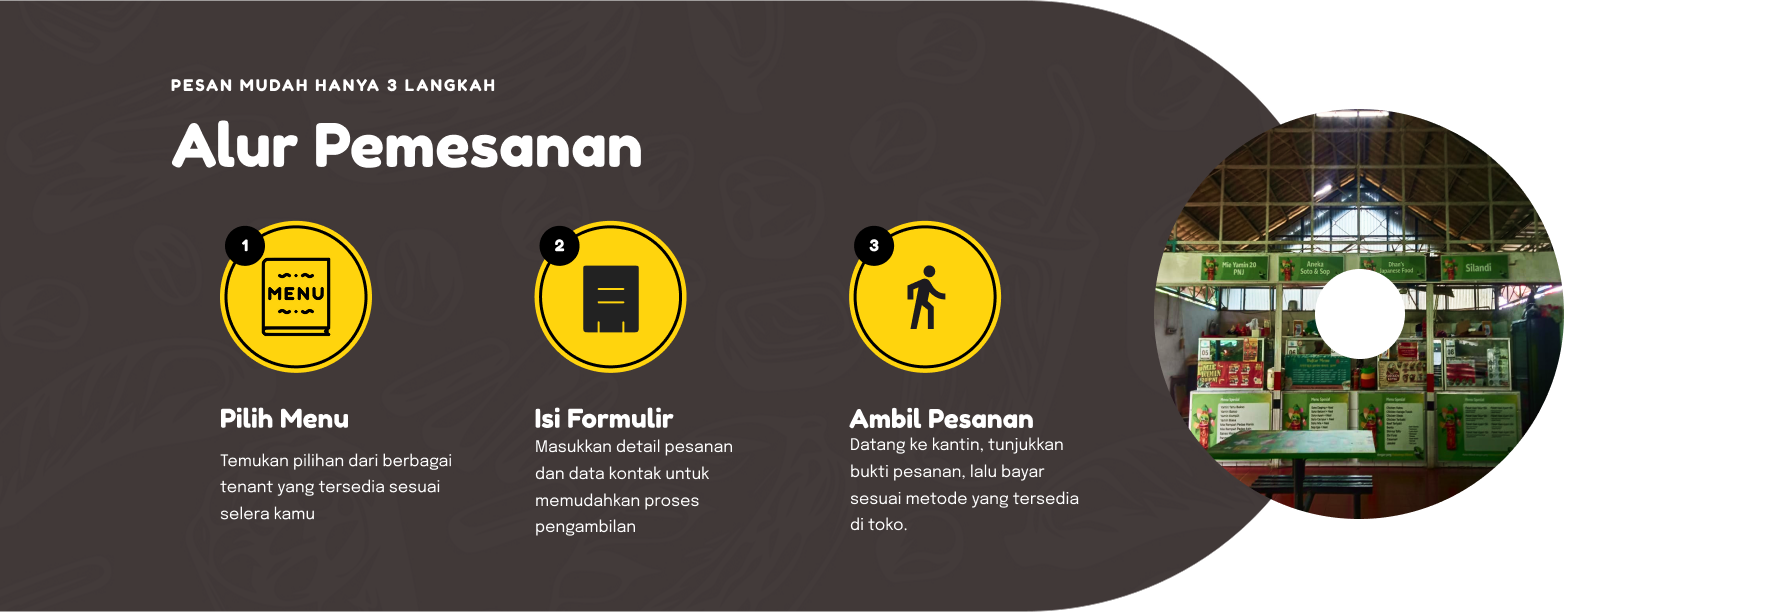 PESAN MUDAH HANYA 3 LANGKAH
Alur Pemesanan
1
MENU
Pilih Menu
Temukan pilihan dari berbagai
tenant yang tersedia sesuai
selera kamu
2
Isi Formulir
Masukkan detail pesanan
dan data kontak untuk
memudahkan proses
pengambilan
3
Ambil Pesanan
Datang ke kantin, tunjukkan
bukti pesanan, lalu bayar
sesuai metode yang tersedia
di toko.
Mie Yamin 20
PNJ
Aneka
Soto & Sop
Dhae's
Japanese Food
Silandi